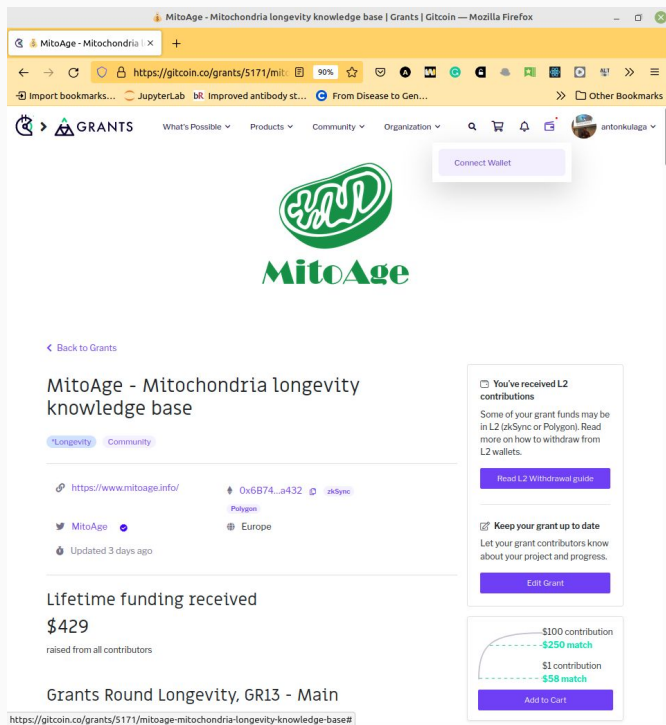 MitoAge - Mitochondria longevity knowledge base | Grants | Gitcoin — Mozilla Firefox
MitoAge - Mitochondria l
https://gitcoin.co/grants/5171/mit
90%
Import bookmarks...
JupyterLab
bR Improved antibody st...
From Disease to Gen...
Other Bookmarks
GRANTS
What's Possible
Products
Community
Organization
antonkulaga
Connect Wallet
MitoAge
Back to Grants
MitoAge - Mitochondria longevity
knowledge base
*Longevity
Community
https://www.mitoage.info/
0x6B74...a432
zkSync
Polygon
MitoAge
Europe
Updated 3 days ago
Lifetime funding received
$429
raised from all contributors
Grants Round Longevity, GR13 - Main
You've received L2
contributions
Some of your grant funds may be
in L2 (zkSync or Polygon). Read
more on how to withdraw from
L2 wallets.
Read L2 Withdrawal guide
Keep your grant up to date
Let your grant contributors know
about your project and progress.
Edit Grant
$100 contribution
$250 match
$1 contribution
$58 match
Add to Cart
https://gitcoin.co/grants/5171/mitoage-mitochondria-longevity-knowledge-base#